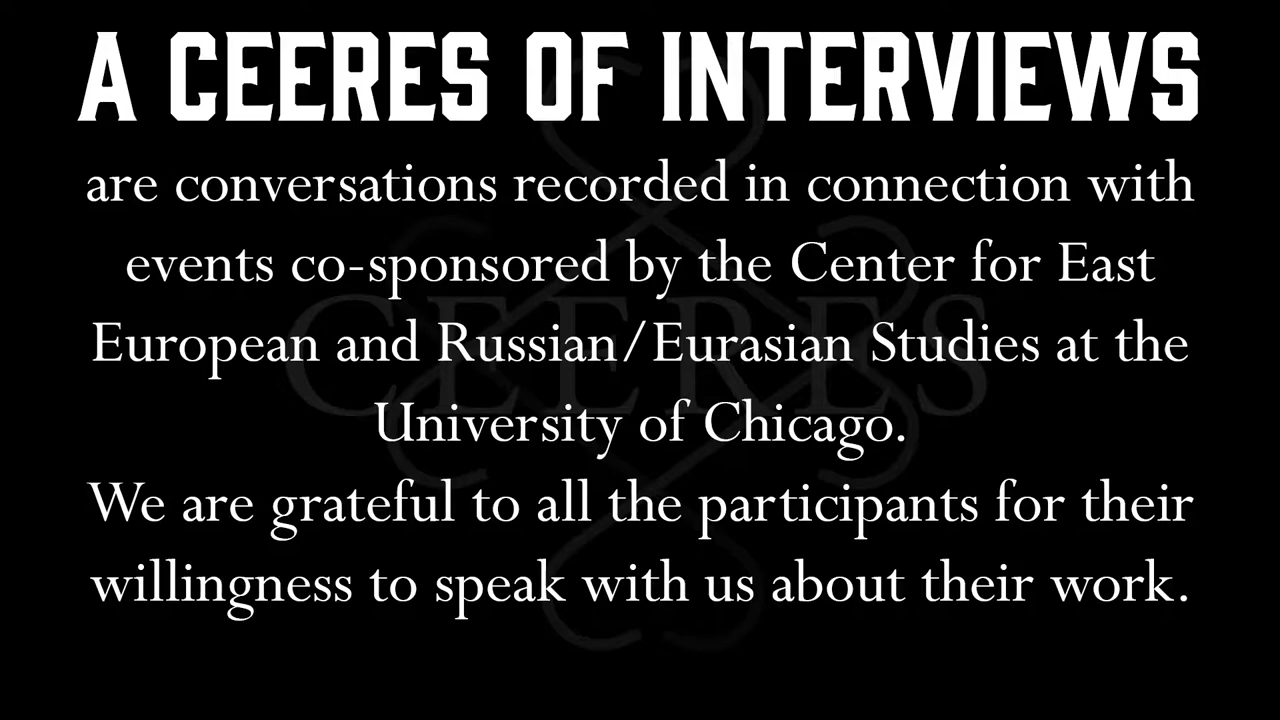 A CEERES OF INTERVIEWS
are conversations recorded in connection with
events co-sponsored by the Center for East
European and Russian/Eurasian Studies at the
University of Chicago.
We are grateful to all the participants for their
willingness to speak with us about their work.
CEERES